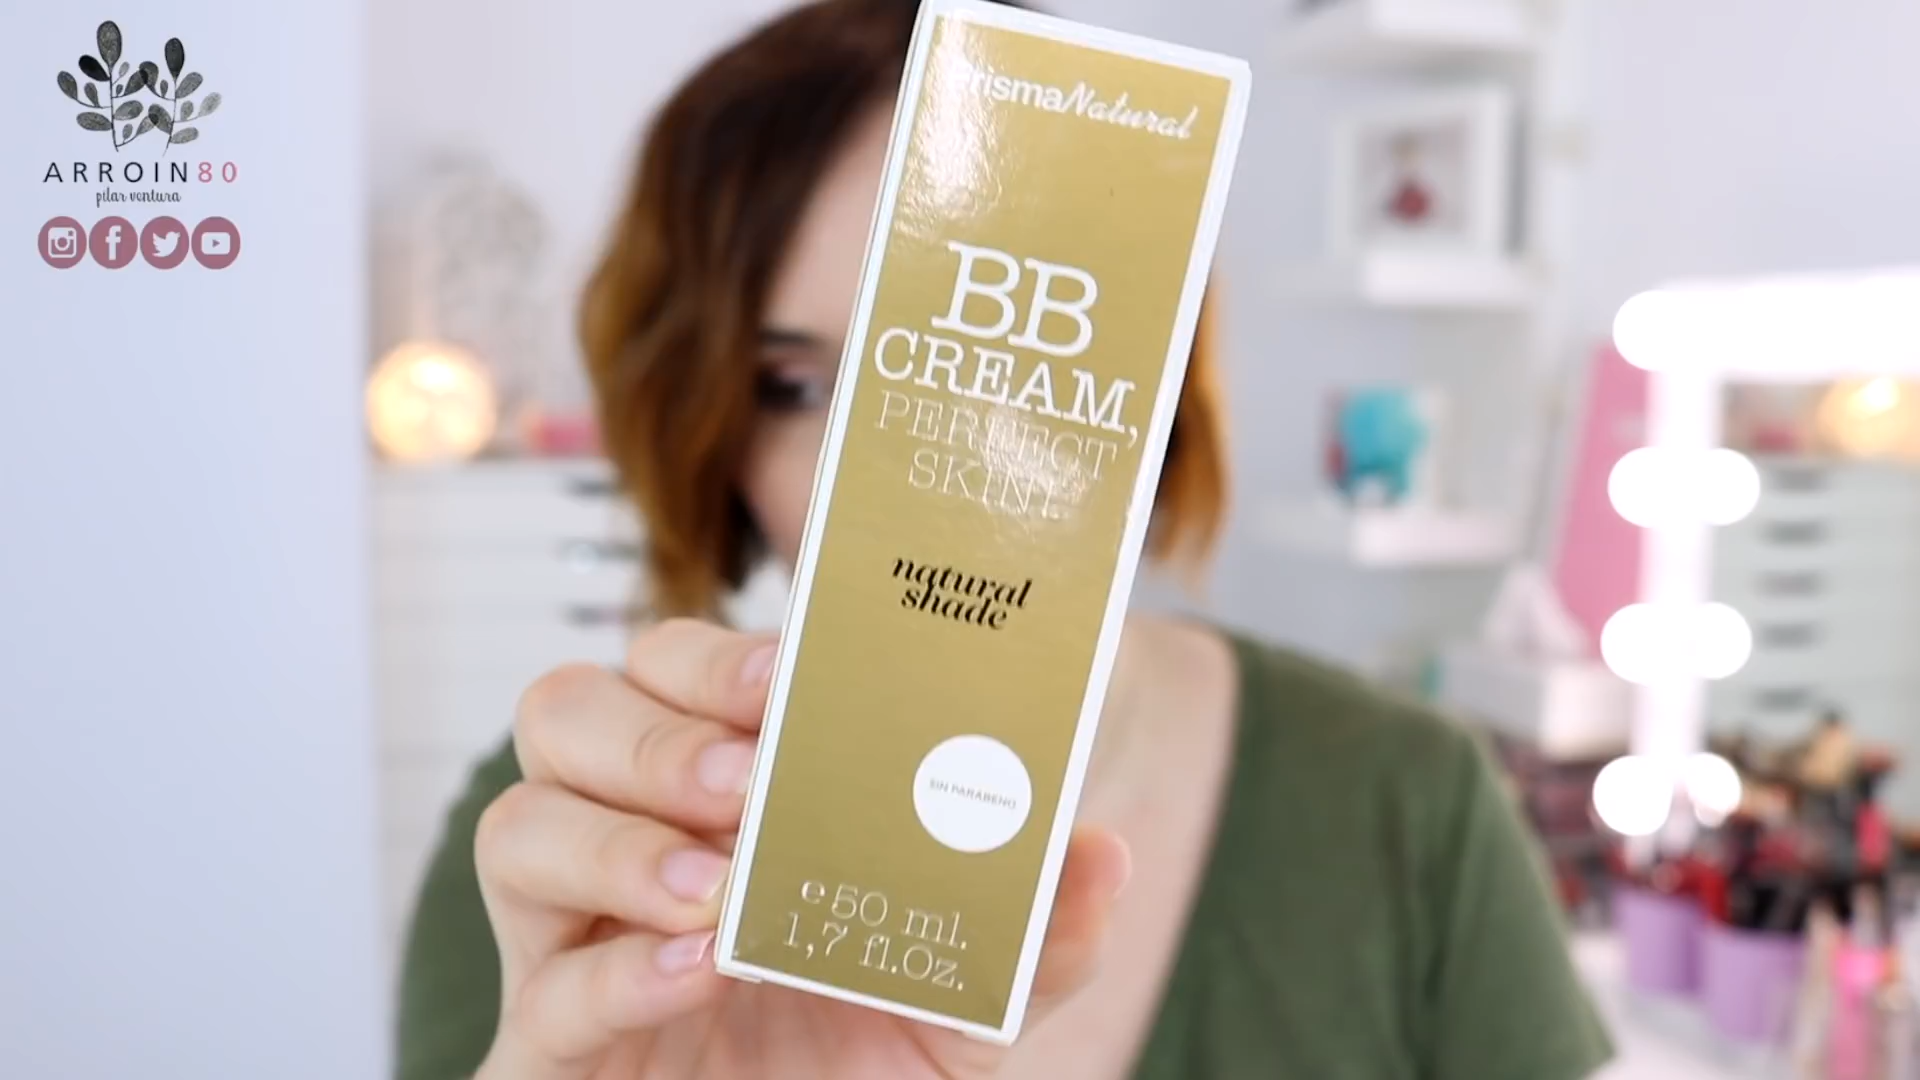 ARROIN80
pilar ventura
PrismaNatural
BB
CREAM,
PERFECT
SKIN!
natural
shade
SIN PARABENO
e 50 ml.
1,7 fl.Oz.